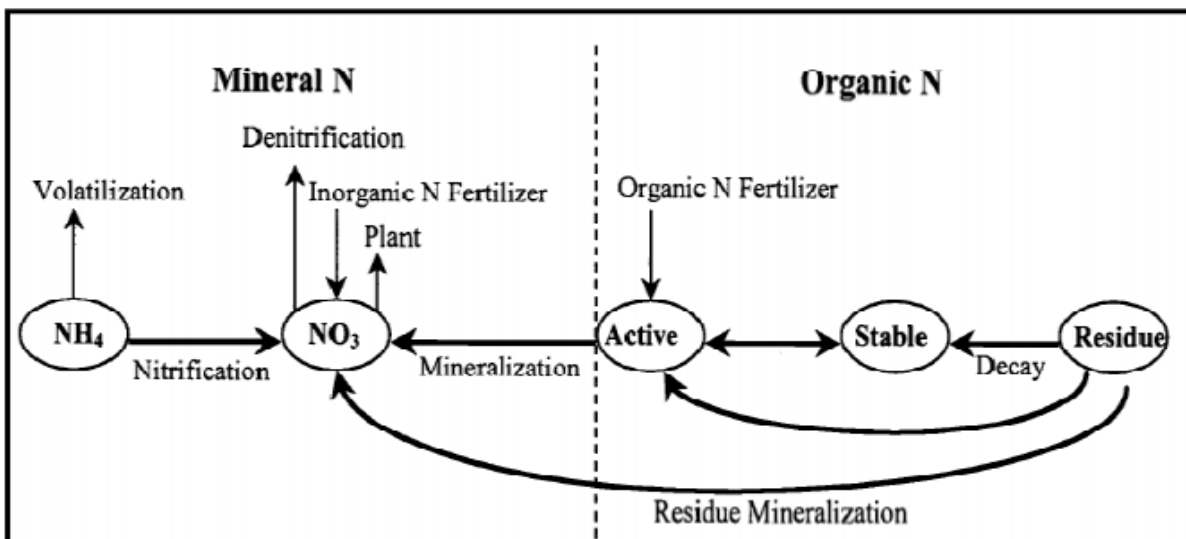 Mineral N
Organic N
Denitrification
Volatilization
Inorganic N Fertilizer
Organic N Fertilizer
Plant
NH₄
NO₃
Active
Stable
Residue
Nitrification
Mineralization
Decay
Residue Mineralization